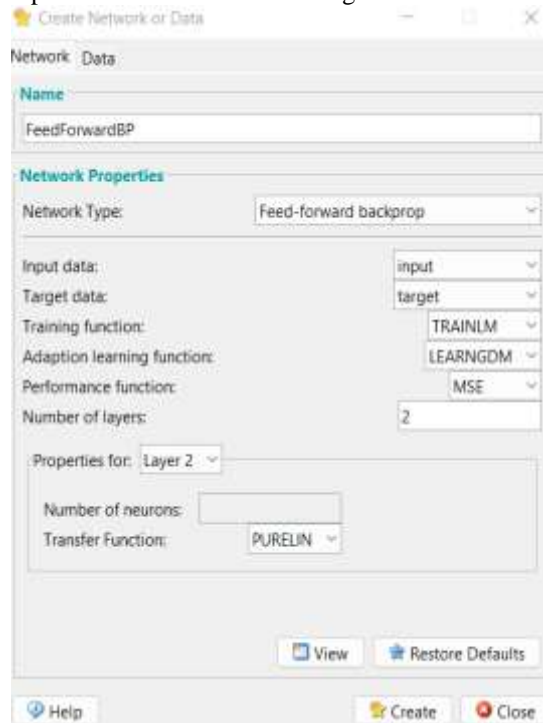 Create Network or Data
Network Data
Name
FeedForwardBP
Network Properties
Network Type: Feed-forward backprop
Input data: input
Target data: target
Training function: TRAINLM
Adaption learning function: LEARNGDM
Performance function: MSE
Number of layers: 2
Properties for: Layer 2
Number of neurons:
Transfer Function: PURELIN
View Restore Defaults
Help Create Close